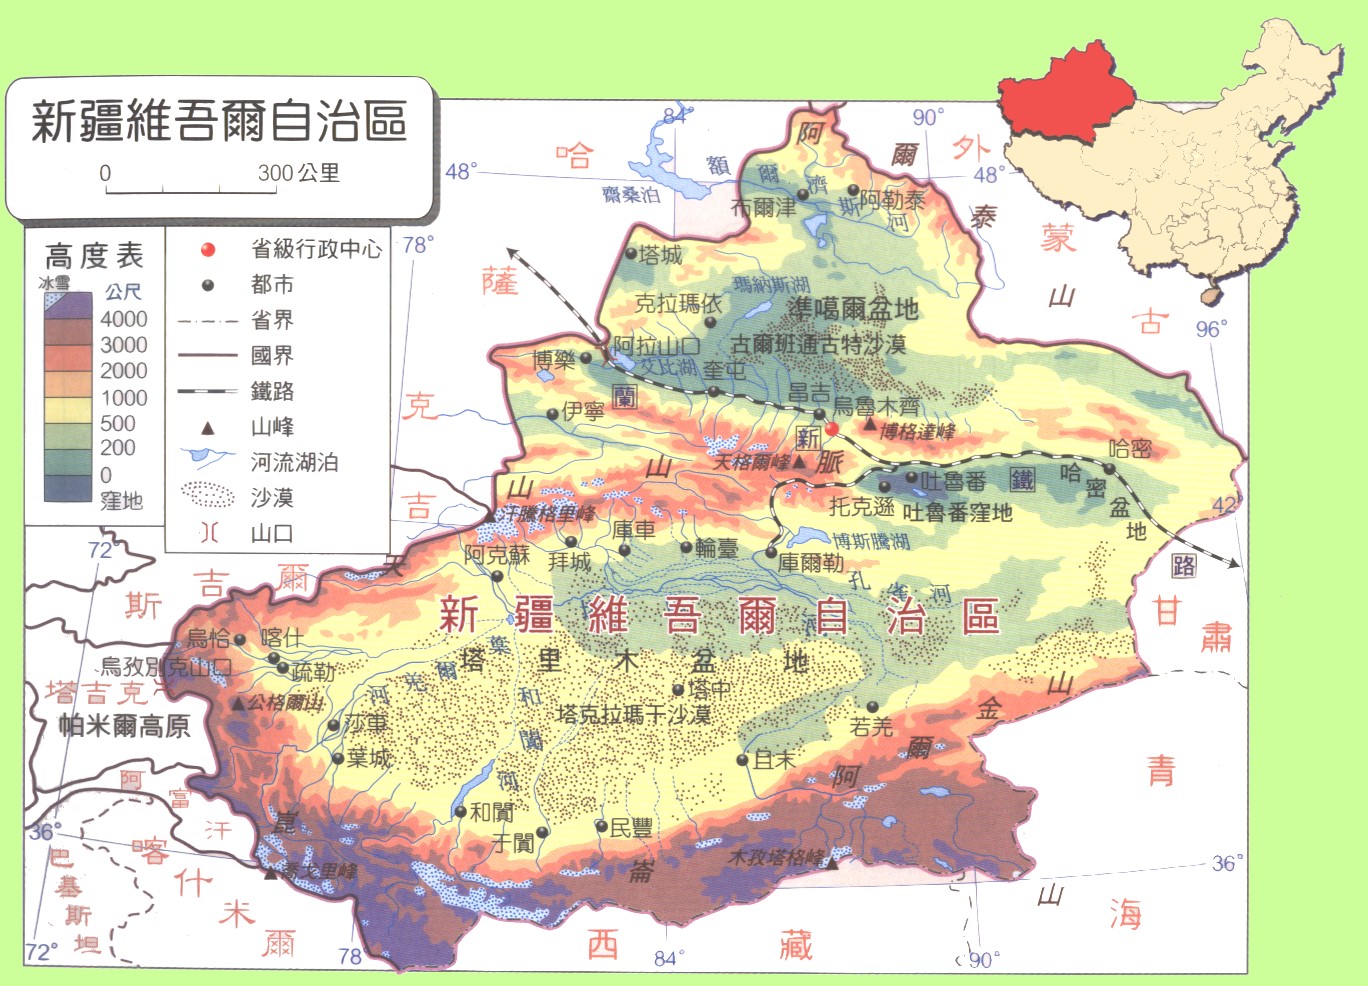 新疆維吾爾自治區
0 300公里
高度表
冰雪 公尺
4000
3000
2000
1000
500
200
0
窪地
省級行政中心
都市
省界
國界
鐵路
山峰
河流湖泊
沙漠
山口
84°
90°
48°
48°
78°
96°
42°
72°
36°
36°
72°
78
84°
90°
哈
薩
克
吉
吉
爾
斯
塔吉克
阿
富
汗
巴
基
斯
坦
喀
什
米
爾
外
蒙
古
甘
肅
青
海
西
藏
阿
爾
泰
山
額
爾
濟
斯
河
齋桑泊
布爾津
阿勒泰
塔城
瑪納斯湖
克拉瑪依
準噶爾盆地
古爾班通古特沙漠
阿拉山口
博樂
艾比湖
奎屯
昌吉
烏魯木齊
伊寧
蘭
新
鐵
路
博格達峰
天格爾峰
天
山
山
脈
哈密
哈
密
盆
地
吐魯番
托克遜
吐魯番窪地
汗騰格里峰
庫車
阿克蘇
拜城
輪臺
庫爾勒
博斯騰湖
孔
雀
河
新疆維吾爾自治區
塔里木盆地
河
烏恰
喀什
疏勒
烏孜別克山口
公格爾山
帕米爾高原
莎車
葉城
葉
爾
羌
河
和
闐
河
塔克拉瑪干沙漠
塔中
若羌
且末
和闐
于闐
民豐
崑
崙
山
阿
爾
金
山
喬戈里峰
木孜塔格峰